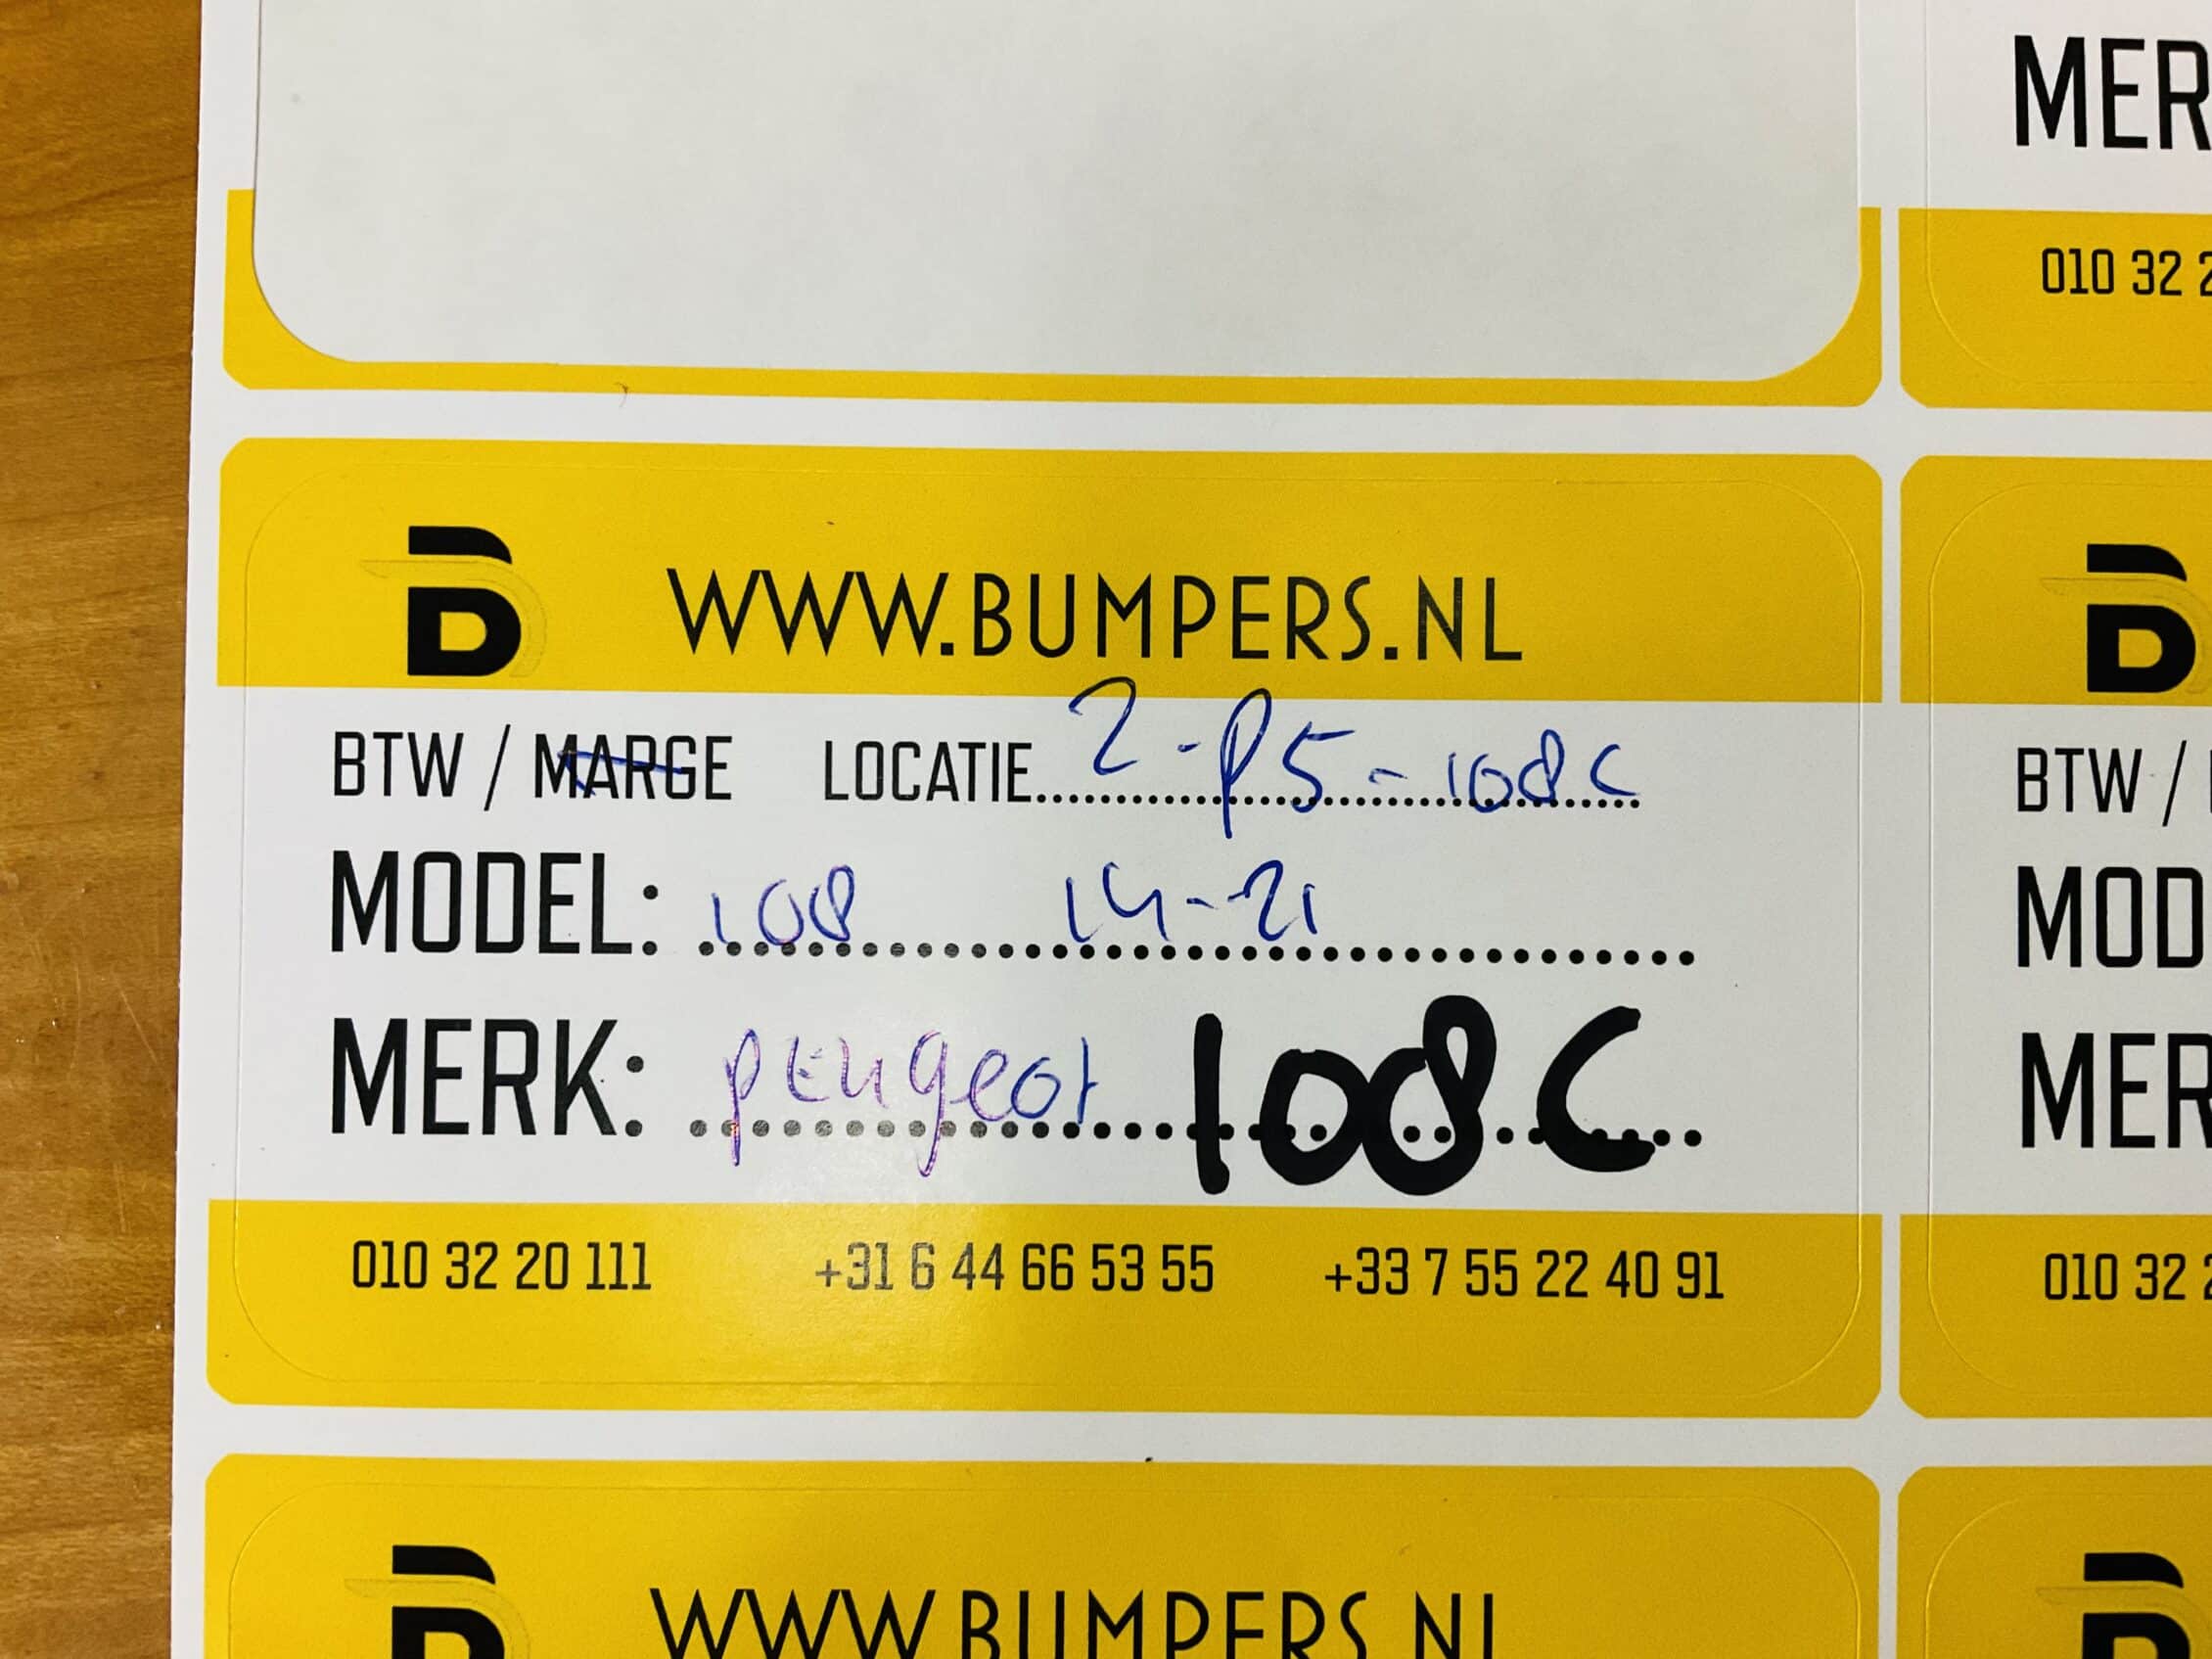 MER
010 32 2
WWW.BUMPERS.NL
BTW / MARGE LOCATIE 2-P5-108C
MODEL: 108 14-21
MERK: Peugeot 108C
010 32 20 111 +31 6 44 66 53 55 +33 7 55 22 40 91
BTW /
MOD
MER
010 32 2
WWW.BUMPERS.NL